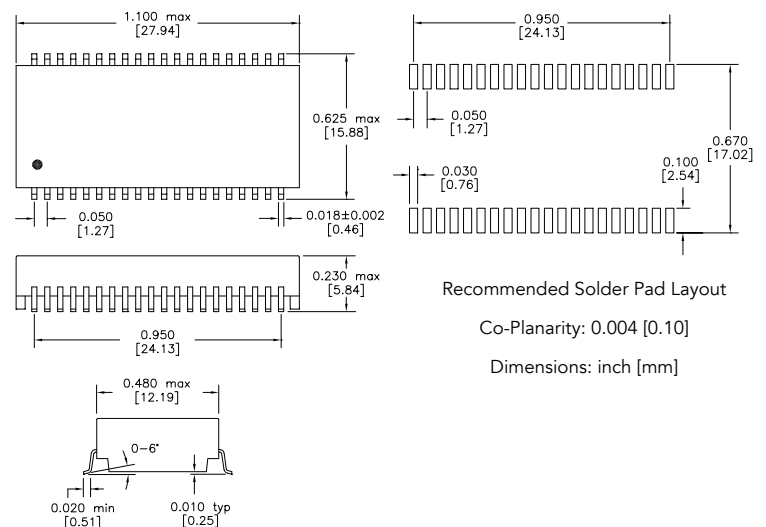 1.100 max
[27.94]
0.625 max
[15.88]
0.050
[1.27]
0.018±0.002
[0.46]
0.230 max
[5.84]
0.950
[24.13]
0.480 max
[12.19]
0-6°
0.020 min
[0.51]
0.010 typ
[0.25]
0.950
[24.13]
0.050
[1.27]
0.670
[17.02]
0.030
[0.76]
0.100
[2.54]
Recommended Solder Pad Layout
Co-Planarity: 0.004 [0.10]
Dimensions: inch [mm]